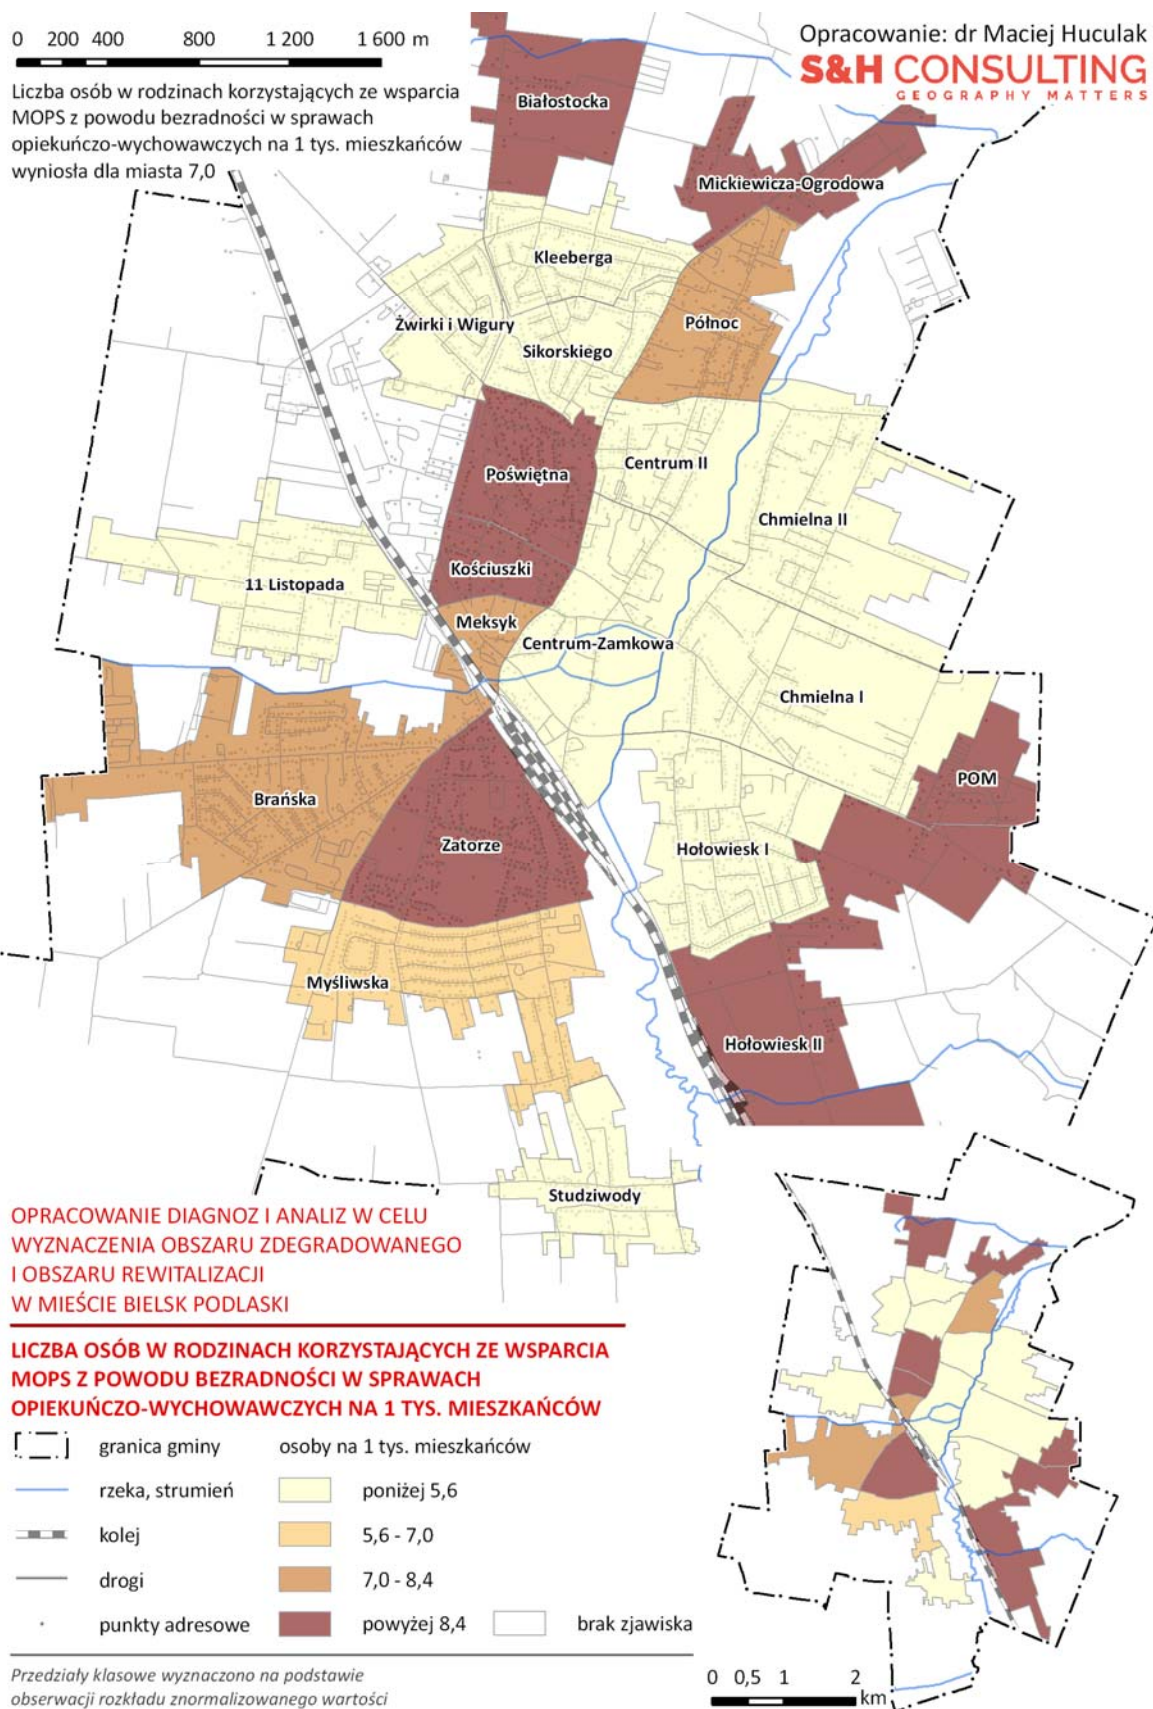 0 200 400 800 1 200 1 600 m
Opracowanie: dr Maciej Huculak
S&H CONSULTING
GEOGRAPHY MATTERS
Liczba osób w rodzinach korzystających ze wsparcia
MOPS z powodu bezradności w sprawach
opiekuńczo-wychowawczych na 1 tys. mieszkańców
wyniosła dla miasta 7,0
Białostocka
Mickiewicza-Ogrodowa
Kleeberga
Żwirki i Wigury
Północ
Sikorskiego
Centrum II
Poświętna
Chmielna II
Kościuszki
11 Listopada
Meksyk
Centrum-Zamkowa
Chmielna I
POM
Brańska
Zatorze
Hołowiesk I
Myśliwska
Hołowiesk II
Studziwody
OPRACOWANIE DIAGNOZ I ANALIZ W CELU
WYZNACZENIA OBSZARU ZDEGRADOWANEGO
I OBSZARU REWITALIZACJI
W MIEŚCIE BIELSK PODLASKI
LICZBA OSÓB W RODZINACH KORZYSTAJĄCYCH ZE WSPARCIA
MOPS Z POWODU BEZRADNOŚCI W SPRAWACH
OPIEKUŃCZO-WYCHOWAWCZYCH NA 1 TYS. MIESZKAŃCÓW
granica gminy osoby na 1 tys. mieszkańców
rzeka, strumień poniżej 5,6
kolej 5,6 - 7,0
drogi 7,0 - 8,4
punkty adresowe powyżej 8,4 brak zjawiska
Przedziały klasowe wyznaczono na podstawie
obserwacji rozkładu znormalizowanego wartości
0 0,5 1 2
km